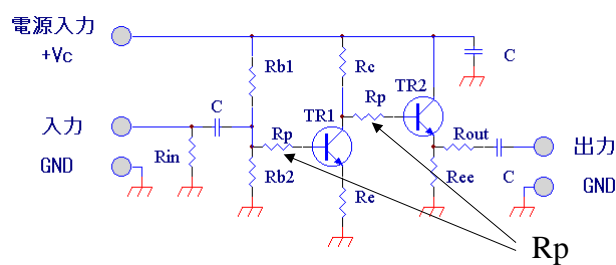 電源入力
+Vc
C
Rb1
Rc
TR2
TR1
Rp
入力
C
Rp
Rout
出力
GND
Rin
Rb2
Ree
C
GND
Re
Rp